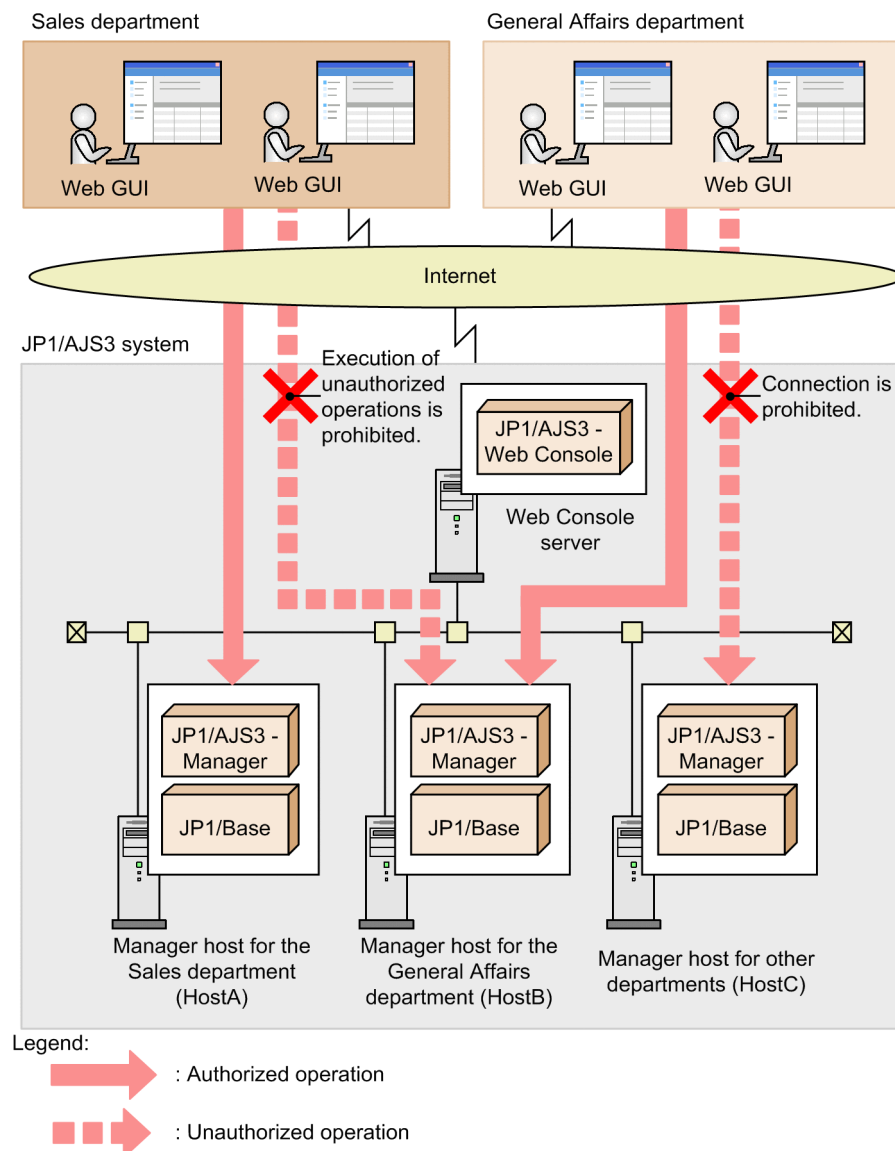 Sales department
General Affairs department
Web GUI
Web GUI
Web GUI
Web GUI
Internet
JP1/AJS3 system
Execution of
unauthorized
operations is
prohibited.
Connection is
prohibited.
JP1/AJS3 -
Web Console
Web Console
server
JP1/AJS3 -
Manager
JP1/Base
JP1/AJS3 -
Manager
JP1/Base
JP1/AJS3 -
Manager
JP1/Base
Manager host for the
Sales department
(HostA)
Manager host for the
General Affairs
department (HostB)
Manager host for other
departments (HostC)
Legend:
: Authorized operation
: Unauthorized operation